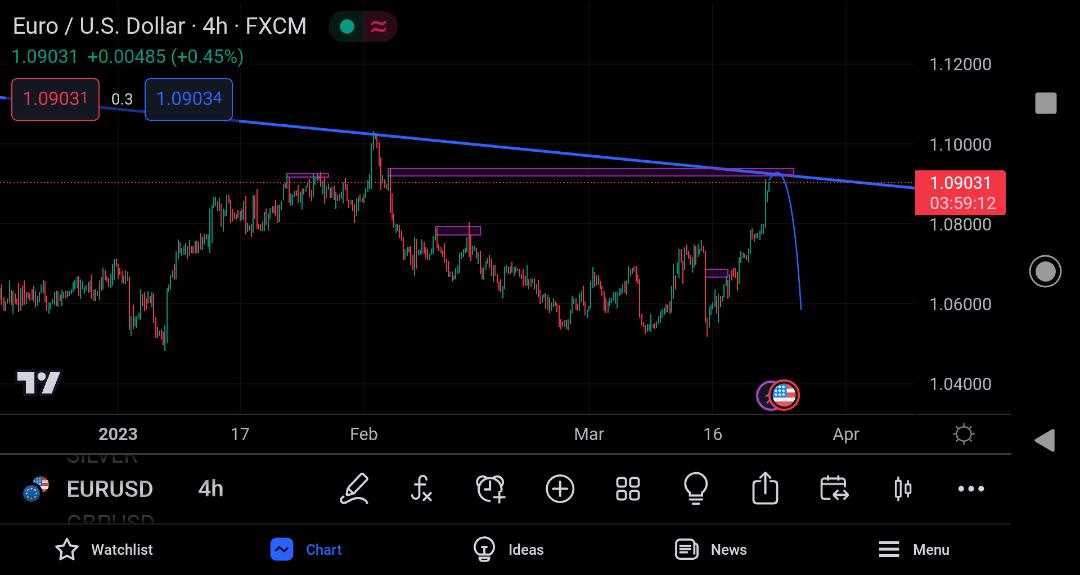 Euro / U.S. Dollar · 4h · FXCM
1.09031 +0.00485 (+0.45%)
1.09031 0.3 1.09034
1.12000
1.10000
1.09031
03:59:12
1.08000
1.06000
1.04000
2023 17 Feb Mar 16 Apr
SILVER
EURUSD 4h
GBPUSD
Watchlist Chart Ideas News Menu